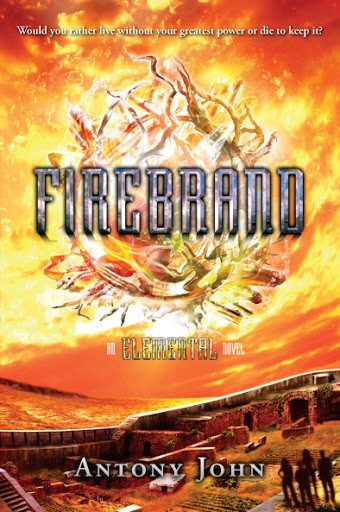 Would you rather live without your greatest power or die to keep it?
FIREBRAND
AN ELEMENTAL NOVEL
ANTONY JOHN